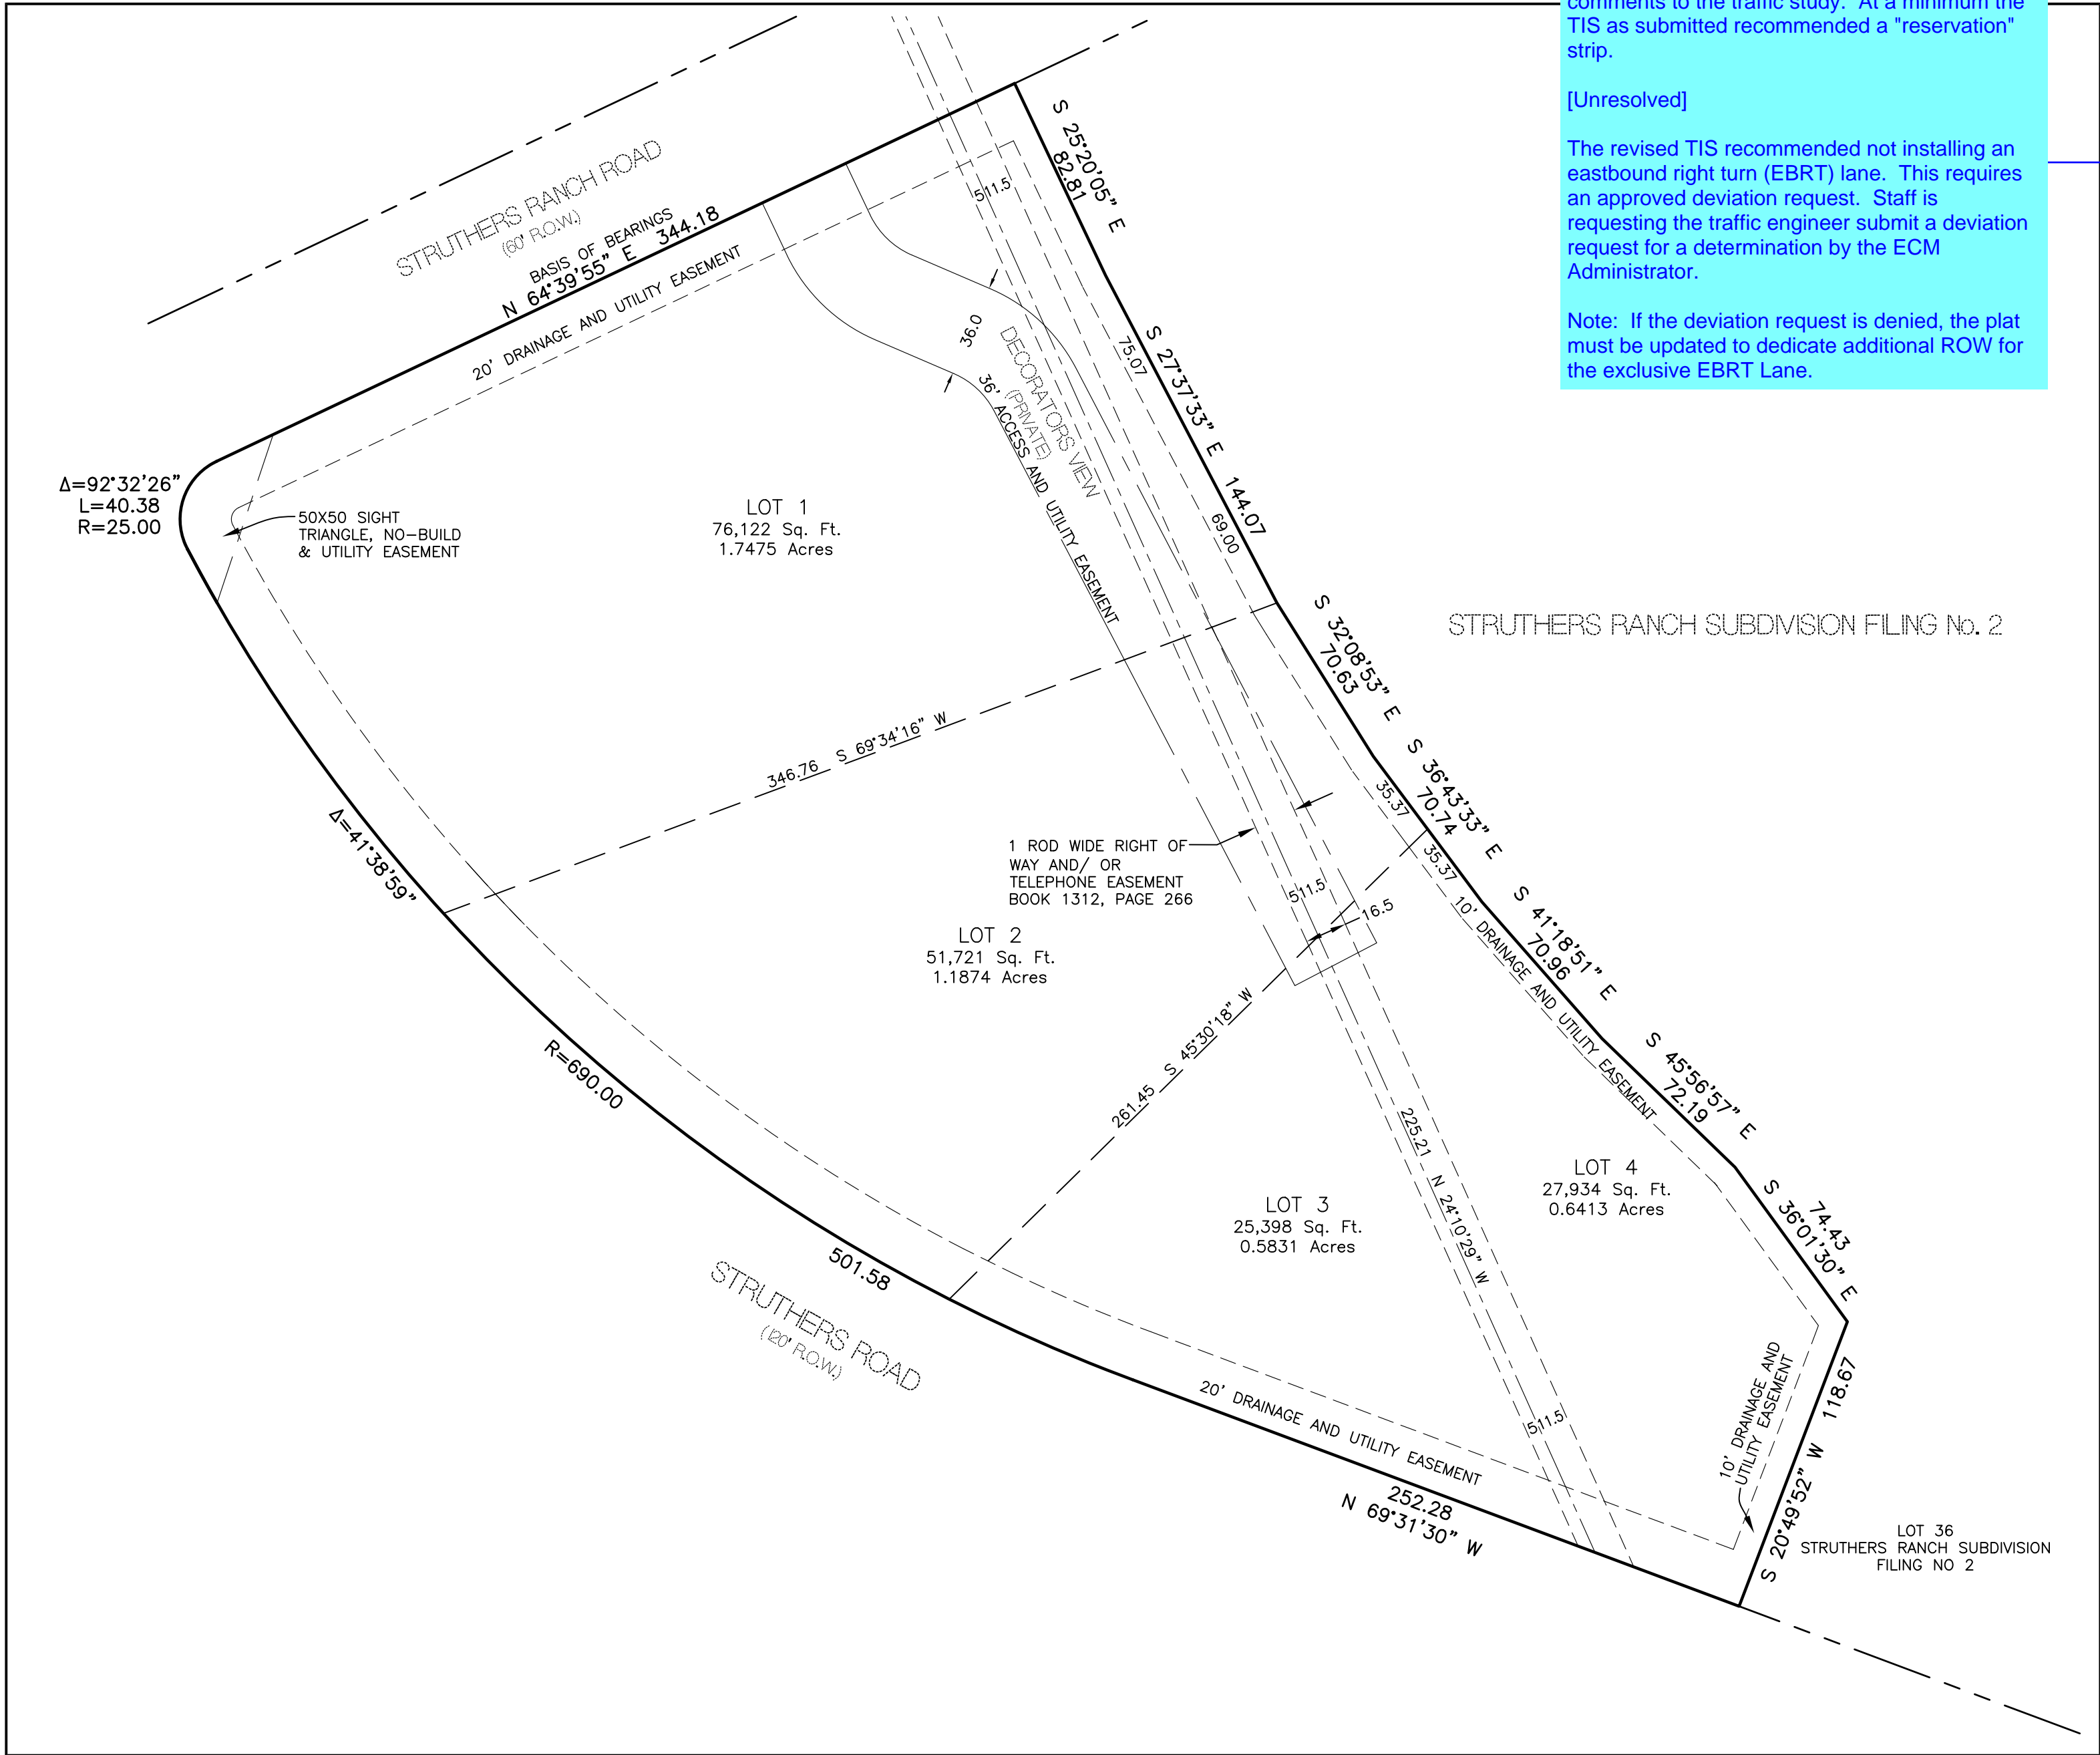 comments to the traffic study. At a minimum the
TIS as submitted recommended a "reservation"
strip.
[Unresolved]
The revised TIS recommended not installing an
eastbound right turn (EBRT) lane. This requires
an approved deviation request. Staff is
requesting the traffic engineer submit a deviation
request for a determination by the ECM
Administrator.
Note: If the deviation request is denied, the plat
must be updated to dedicate additional ROW for
the exclusive EBRT Lane.
STRUTHERS RANCH ROAD
(60' R.O.W.)
BASIS OF BEARINGS
N 64°39'55" E 344.18
20' DRAINAGE AND UTILITY EASEMENT
S 25°20'05" E
82.81
511.5
36.0
DECORATORS VIEW
(PRIVATE)
36' ACCESS AND UTILITY EASEMENT
75.07
S 27°37'33" E 144.07
69.00
Δ=92°32'26"
L=40.38
R=25.00
50X50 SIGHT
TRIANGLE, NO-BUILD
& UTILITY EASEMENT
LOT 1
76,122 Sq. Ft.
1.7475 Acres
STRUTHERS RANCH SUBDIVISION FILING No. 2
S 32°08'53" E
70.63
346.76 S 69°34'16" W
S 36°43'33" E
70.74
35.37
35.37
Δ=41°38'59"
1 ROD WIDE RIGHT OF
WAY AND/ OR
TELEPHONE EASEMENT
BOOK 1312, PAGE 266
511.5
16.5
10' DRAINAGE AND UTILITY EASEMENT
S 41°18'51" E
70.96
LOT 2
51,721 Sq. Ft.
1.1874 Acres
261.45 S 45°30'18" W
S 45°56'57" E
72.19
R=690.00
225.21 N 24°10'29" W
LOT 4
27,934 Sq. Ft.
0.6413 Acres
LOT 3
25,398 Sq. Ft.
0.5831 Acres
74.43
S 36°01'30" E
501.58
STRUTHERS ROAD
(120' R.O.W.)
20' DRAINAGE AND UTILITY EASEMENT
511.5
10' DRAINAGE AND
UTILITY EASEMENT
S 20°49'52" W 118.67
252.28
N 69°31'30" W
LOT 36
STRUTHERS RANCH SUBDIVISION
FILING NO 2